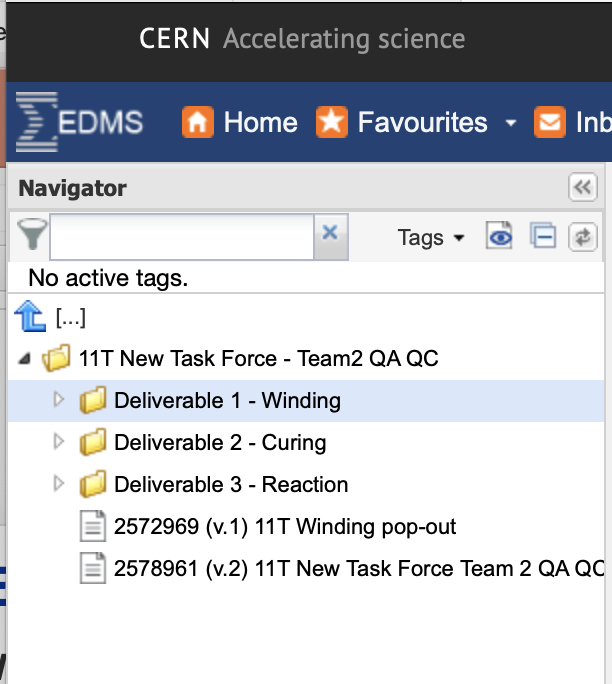 CERN Accelerating science
EDMS Home Favourites
Navigator
Tags
No active tags.
[...]
11T New Task Force - Team2 QA QC
Deliverable 1 - Winding
Deliverable 2 - Curing
Deliverable 3 - Reaction
2572969 (v.1) 11T Winding pop-out
2578961 (v.2) 11T New Task Force Team 2 QA QC